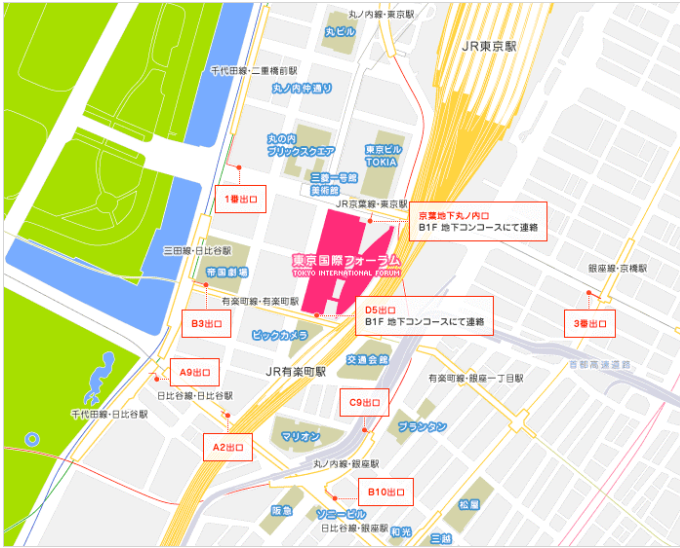 丸ノ内線・東京駅
丸ビル
JR東京駅
千代田線・二重橋前駅
丸ノ内仲通り
丸の内
ブリックスクエア
東京ビル
TOKIA
三菱一号館
美術館
1番出口
JR京葉線・東京駅
京葉地下丸ノ内口
B1F 地下コンコースにて連絡
三田線・日比谷駅
東京国際フォーラム
TOKYO INTERNATIONAL FORUM
帝国劇場
銀座線・京橋駅
有楽町線・有楽町駅
D5出口
B1F 地下コンコースにて連絡
B3出口
ビックカメラ
3番出口
交通会館
首都高速道路
A9出口
JR有楽町駅
有楽町線・銀座一丁目駅
日比谷線・日比谷駅
C9出口
千代田線・日比谷駅
プランタン
A2出口
マリオン
丸ノ内線・銀座駅
B10出口
阪急
ソニービル
松屋
日比谷線・銀座駅
和光
三越